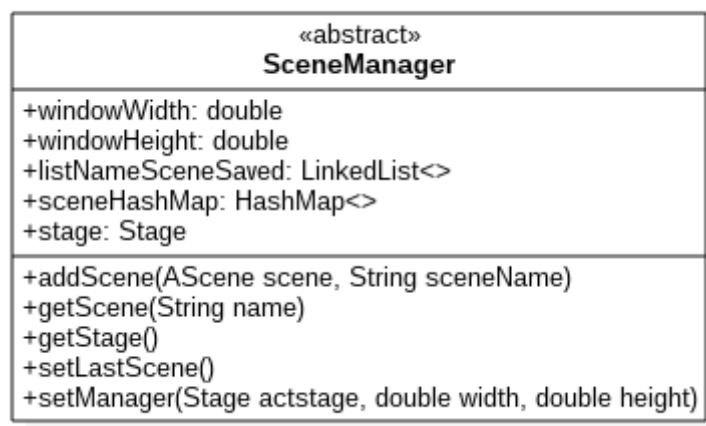 «abstract»
SceneManager
+windowWidth: double
+windowHeight: double
+listNameSceneSaved: LinkedList<>
+sceneHashMap: HashMap<>
+stage: Stage
+addScene(AScene scene, String sceneName)
+getScene(String name)
+getStage()
+setLastScene()
+setManager(Stage actstage, double width, double height)